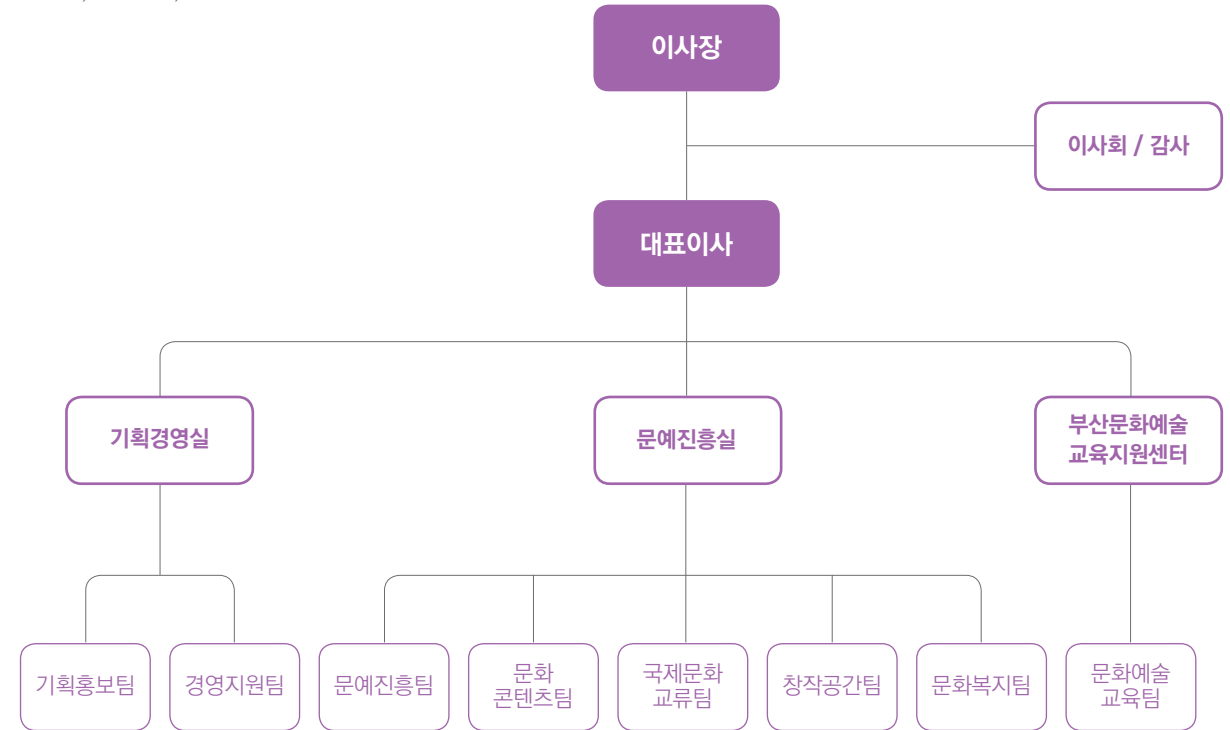 이사장
이사회 / 감사
대표이사
기획경영실
문예진흥실
부산문화예술
교육지원센터
기획홍보팀
경영지원팀
문예진흥팀
문화
콘텐츠팀
국제문화
교류팀
창작공간팀
문화복지팀
문화예술
교육팀